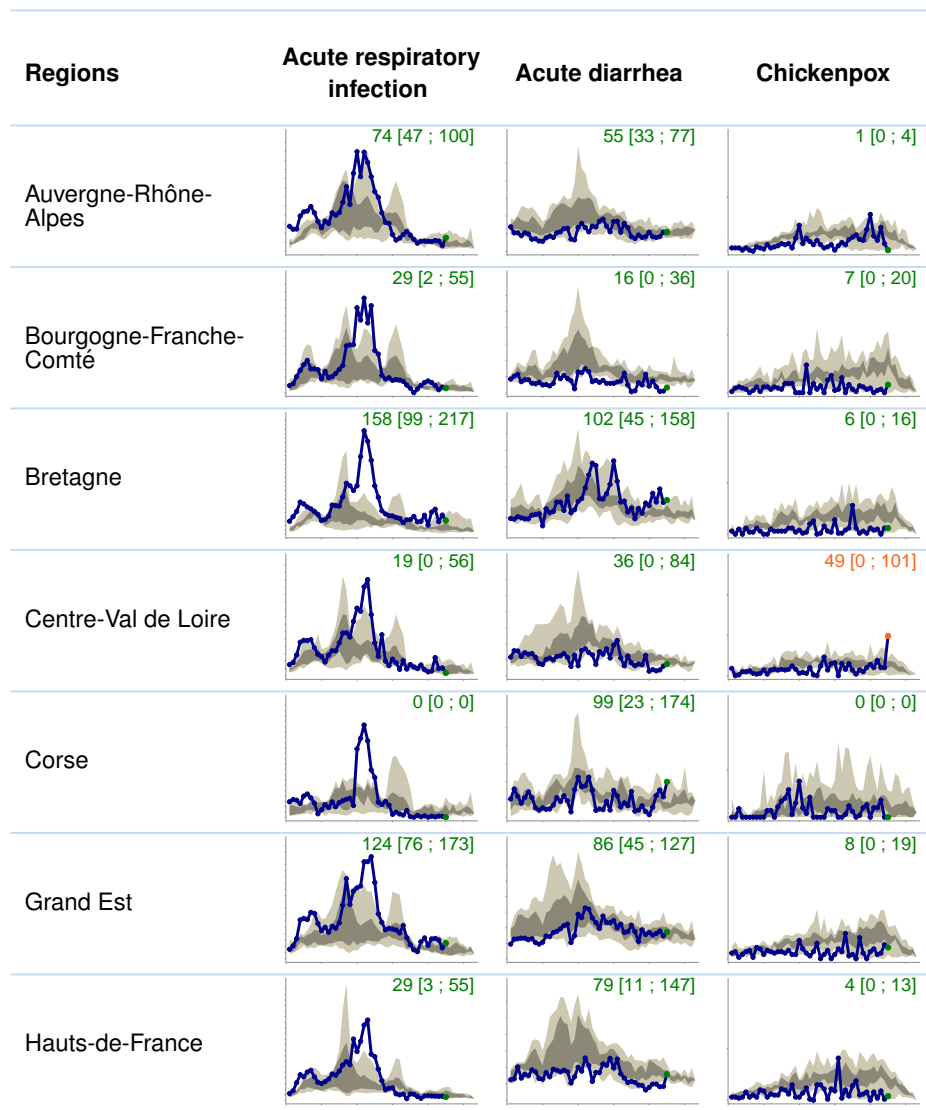 Regions
Acute respiratory
infection
Acute diarrhea
Chickenpox
Auvergne-Rhône-
Alpes
74 [47 ; 100]
55 [33 ; 77]
1 [0 ; 4]
Bourgogne-Franche-
Comté
29 [2 ; 55]
16 [0 ; 36]
7 [0 ; 20]
Bretagne
158 [99 ; 217]
102 [45 ; 158]
6 [0 ; 16]
Centre-Val de Loire
19 [0 ; 56]
36 [0 ; 84]
49 [0 ; 101]
Corse
0 [0 ; 0]
99 [23 ; 174]
0 [0 ; 0]
Grand Est
124 [76 ; 173]
86 [45 ; 127]
8 [0 ; 19]
Hauts-de-France
29 [3 ; 55]
79 [11 ; 147]
4 [0 ; 13]